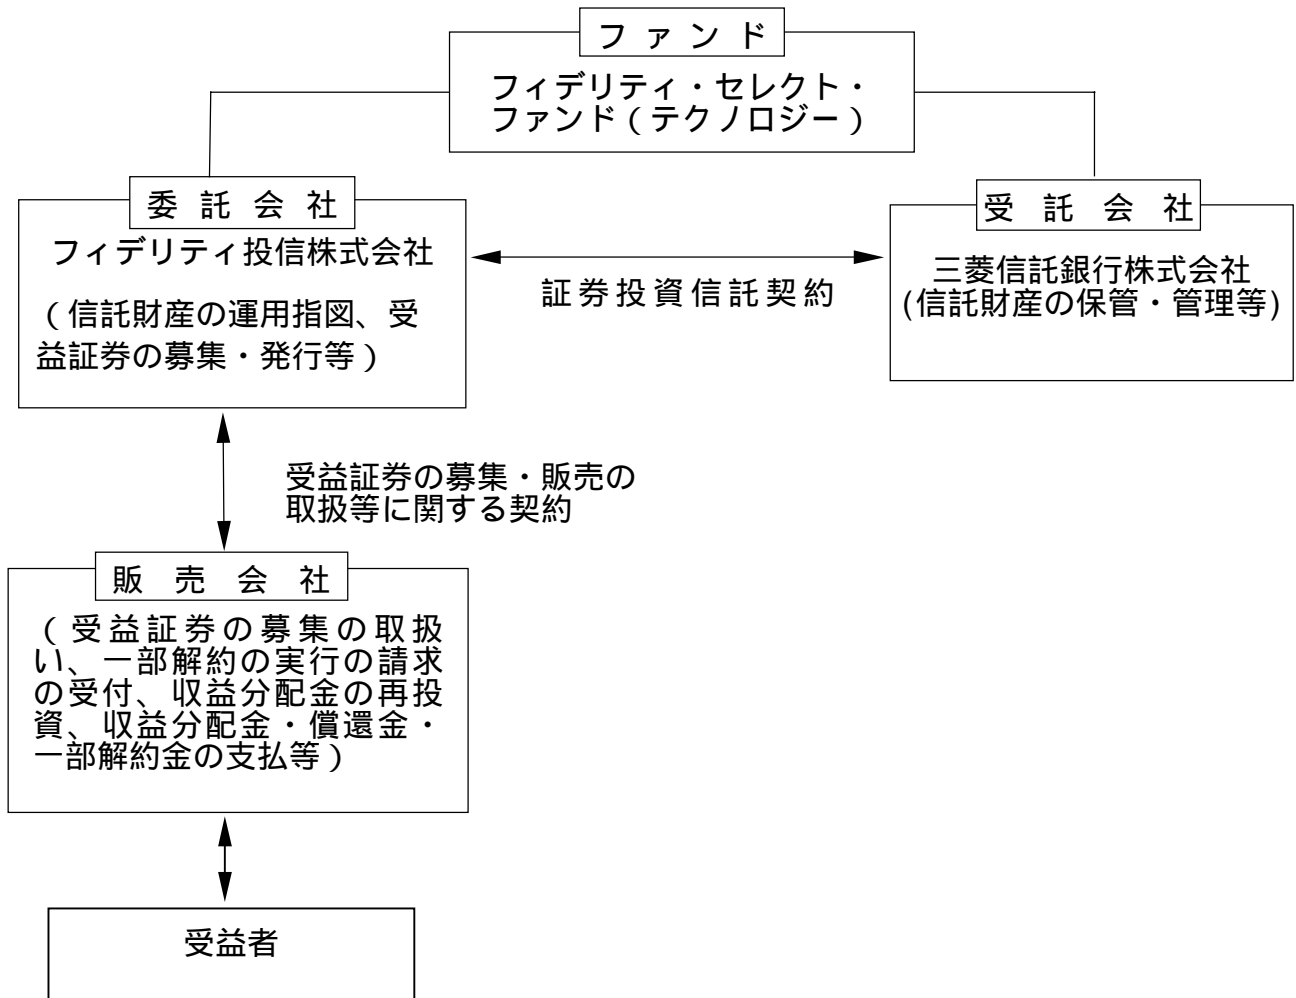 ファンド
フィデリティ・セレクト・
ファンド（テクノロジー）
委託会社
フィデリティ投信株式会社
（信託財産の運用指図、受
益証券の募集・発行等）
証券投資信託契約
受託会社
三菱信託銀行株式会社
(信託財産の保管・管理等)
受益証券の募集・販売の
取扱等に関する契約
販売会社
（受益証券の募集の取扱
い、一部解約の実行の請求
の受付、収益分配金の再投
資、収益分配金・償還金・
一部解約金の支払等）
受益者